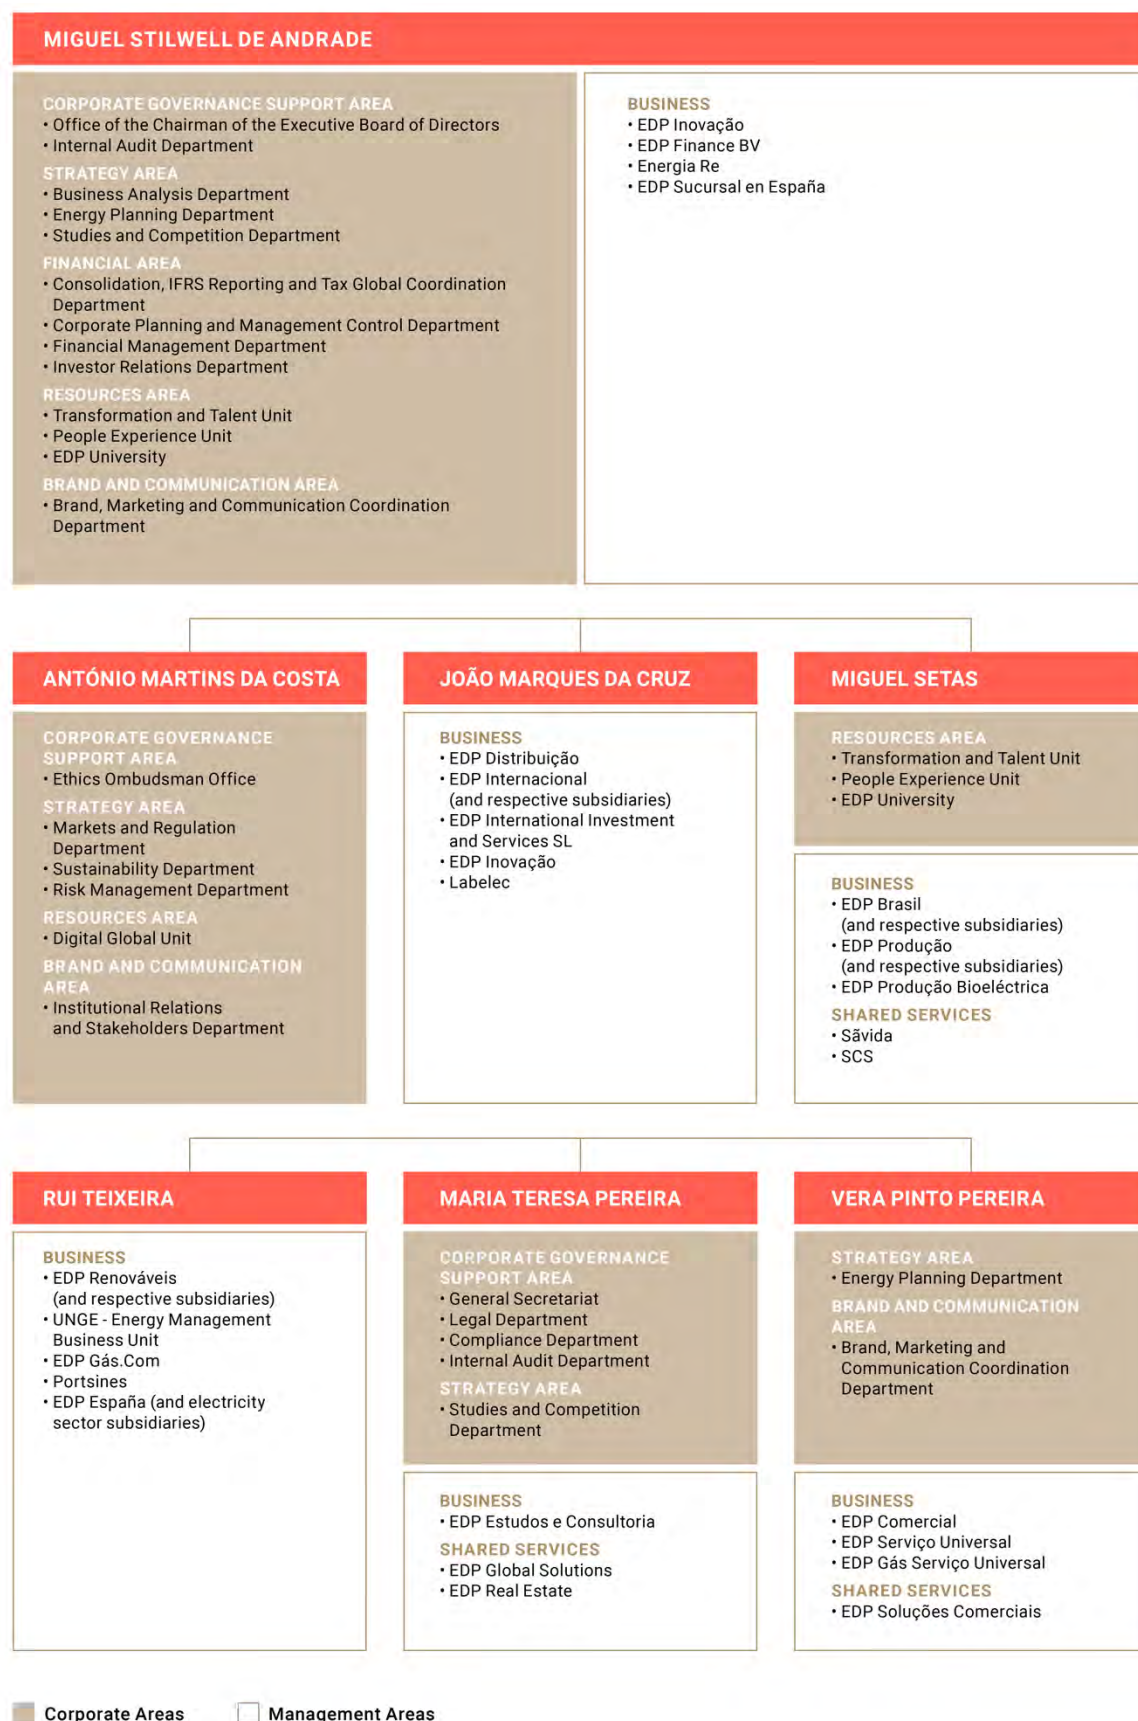 MIGUEL STILWELL DE ANDRADE
CORPORATE GOVERNANCE SUPPORT AREA
• Office of the Chairman of the Executive Board of Directors
• Internal Audit Department
STRATEGY AREA
• Business Analysis Department
• Energy Planning Department
• Studies and Competition Department
FINANCIAL AREA
• Consolidation, IFRS Reporting and Tax Global Coordination
Department
• Corporate Planning and Management Control Department
• Financial Management Department
• Investor Relations Department
RESOURCES AREA
• Transformation and Talent Unit
• People Experience Unit
• EDP University
BRAND AND COMMUNICATION AREA
• Brand, Marketing and Communication Coordination
Department
BUSINESS
• EDP Inovação
• EDP Finance BV
• Energia Re
• EDP Sucursal en España
ANTÓNIO MARTINS DA COSTA
CORPORATE GOVERNANCE
SUPPORT AREA
• Ethics Ombudsman Office
STRATEGY AREA
• Markets and Regulation
Department
• Sustainability Department
• Risk Management Department
RESOURCES AREA
• Digital Global Unit
BRAND AND COMMUNICATION
AREA
• Institutional Relations
and Stakeholders Department
JOÃO MARQUES DA CRUZ
BUSINESS
• EDP Distribuição
• EDP Internacional
(and respective subsidiaries)
• EDP International Investment
and Services SL
• EDP Inovação
• Labelec
MIGUEL SETAS
RESOURCES AREA
• Transformation and Talent Unit
• People Experience Unit
• EDP University
BUSINESS
• EDP Brasil
(and respective subsidiaries)
• EDP Produção
(and respective subsidiaries)
• EDP Produção Bioeléctrica
SHARED SERVICES
• Sãvida
• SCS
RUI TEIXEIRA
BUSINESS
• EDP Renováveis
(and respective subsidiaries)
• UNGE - Energy Management
Business Unit
• EDP Gás.Com
• Portsines
• EDP España (and electricity
sector subsidiaries)
MARIA TERESA PEREIRA
CORPORATE GOVERNANCE
SUPPORT AREA
• General Secretariat
• Legal Department
• Compliance Department
• Internal Audit Department
STRATEGY AREA
• Studies and Competition
Department
BUSINESS
• EDP Estudos e Consultoria
SHARED SERVICES
• EDP Global Solutions
• EDP Real Estate
VERA PINTO PEREIRA
STRATEGY AREA
• Energy Planning Department
BRAND AND COMMUNICATION
AREA
• Brand, Marketing and
Communication Coordination
Department
BUSINESS
• EDP Comercial
• EDP Serviço Universal
• EDP Gás Serviço Universal
SHARED SERVICES
• EDP Soluções Comerciais
Corporate Areas
Management Areas